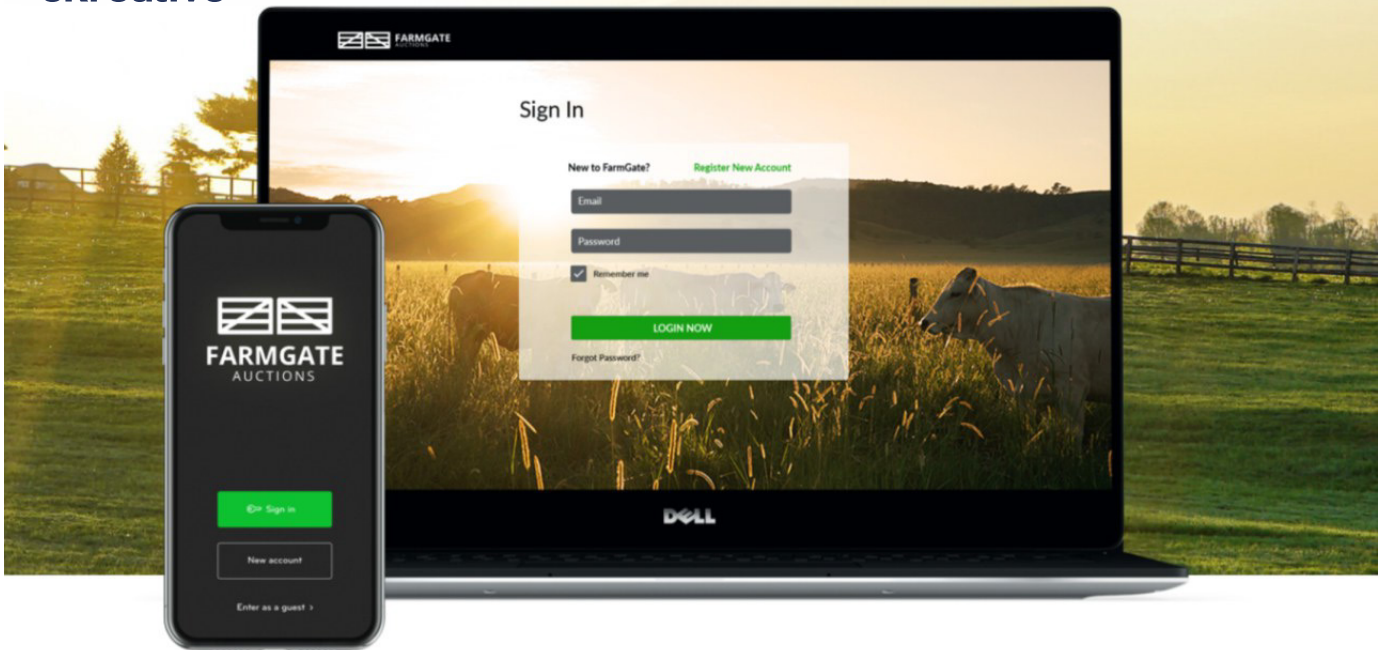 FARMGATE
AUCTIONS
Sign In
New to FarmGate? Register New Account
Email
Password
Remember me
LOGIN NOW
Forgot Password?
DELL
FARMGATE
AUCTIONS
Sign in
New account
Enter as a guest >